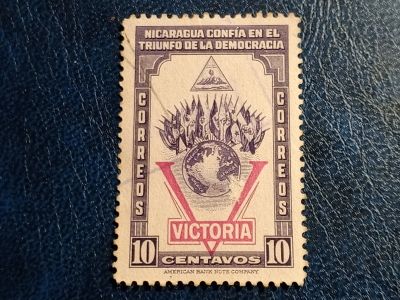 NICARAGUA CONFÍA EN EL
TRIUNFO DE LA DEMOCRACIA
CORREOS
CORREOS
V
VICTORIA
10 CENTAVOS 10
AMERICAN BANK NOTE COMPANY